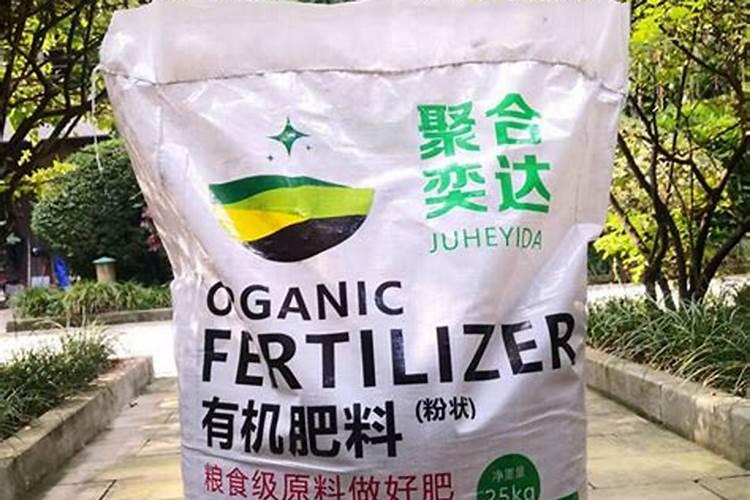 聚合
奕达
JUHEYIDA
OGANIC
FERTILIZER
有机肥料 (粉状)
粮食级原料做好肥
净重量
25kg